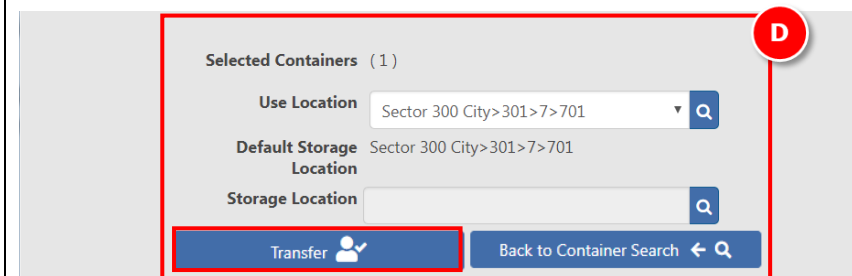 D
Selected Containers (1)
Use Location Sector 300 City>301>7>701
Default Storage Sector 300 City>301>7>701
Location
Storage Location
Transfer Back to Container Search